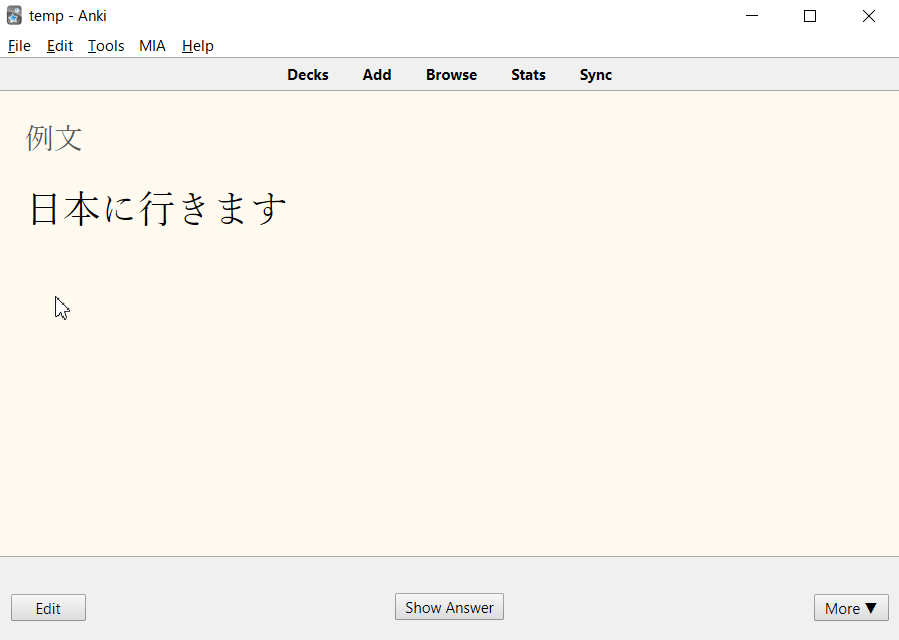 temp - Anki
File Edit Tools MIA Help
Decks Add Browse Stats Sync
例文
日本に行きます
Edit Show Answer More ▼